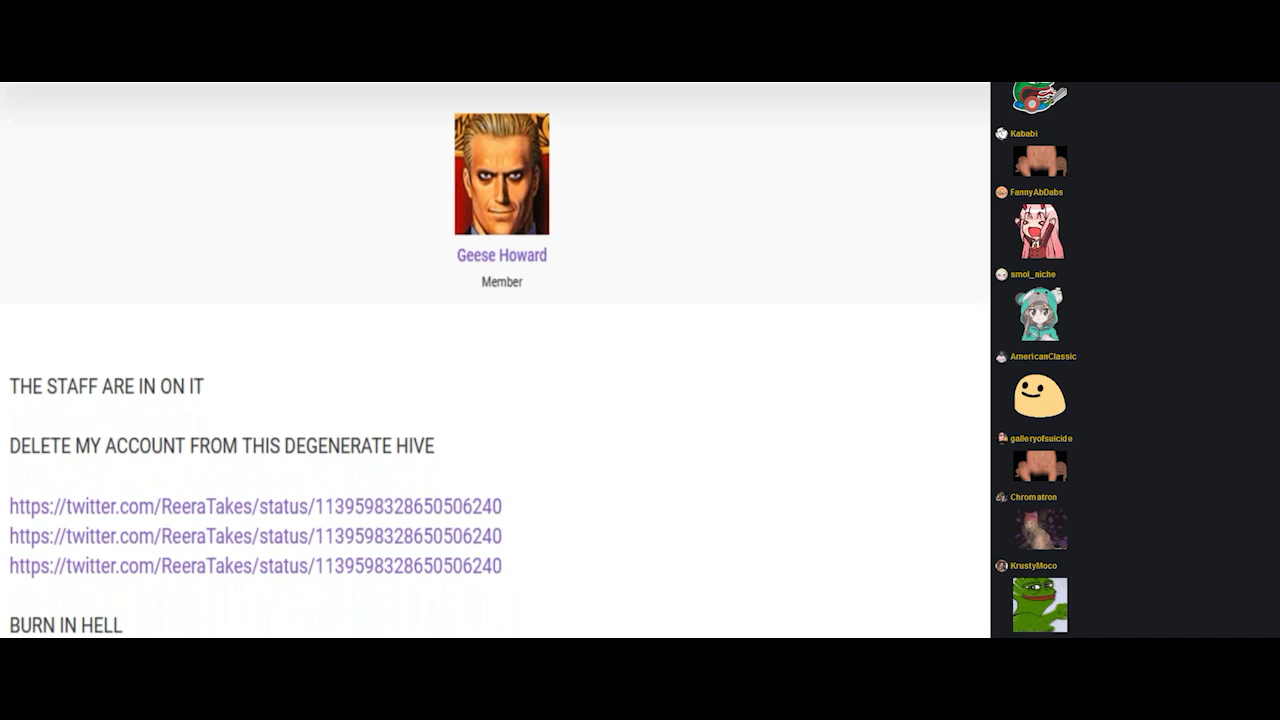 Geese Howard
Member
THE STAFF ARE IN ON IT
DELETE MY ACCOUNT FROM THIS DEGENERATE HIVE
https://twitter.com/ReeraTakes/status/1139598328650506240
https://twitter.com/ReeraTakes/status/1139598328650506240
https://twitter.com/ReeraTakes/status/1139598328650506240
BURN IN HELL
Kababi
FannyAbDabs
smol_niche
AmericanClassic
galleryofsuicide
Chromatron
KrustyMoco